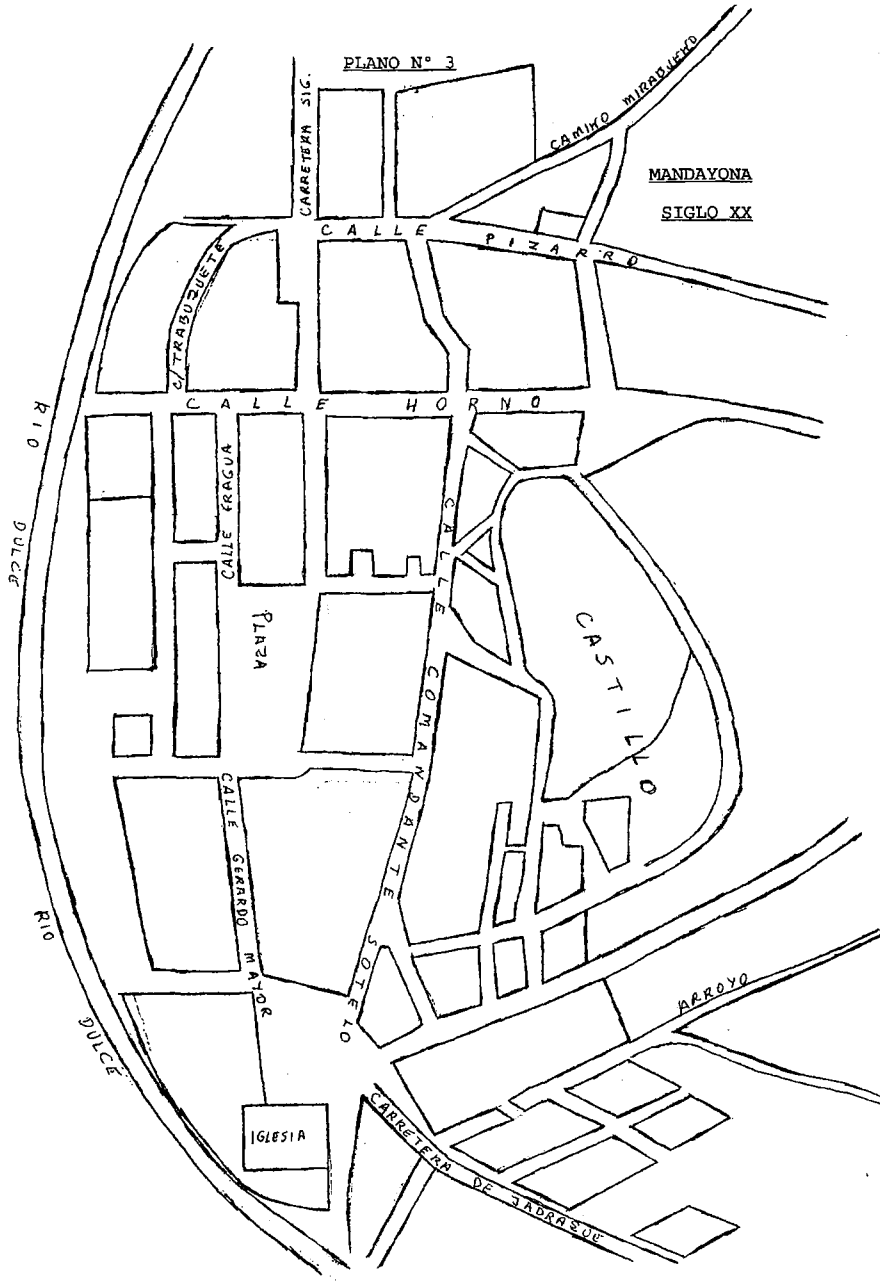 PLANO N° 3
CARRETERA SIG.
CAMINO MIRABUENO
MANDAYONA
SIGLO XX
CALLE PIZARRO
C/ TRABUQUETE
CALLE HORNO
RIO DULCE
CALLE FRAGUA
PLAZA
CALLE COMANDANTE SOTELO
CASTILLO
CALLE GERARDO MAYOR
RIO DULCE
ARROYO
IGLESIA
CARRETERA DE JADRAQUE